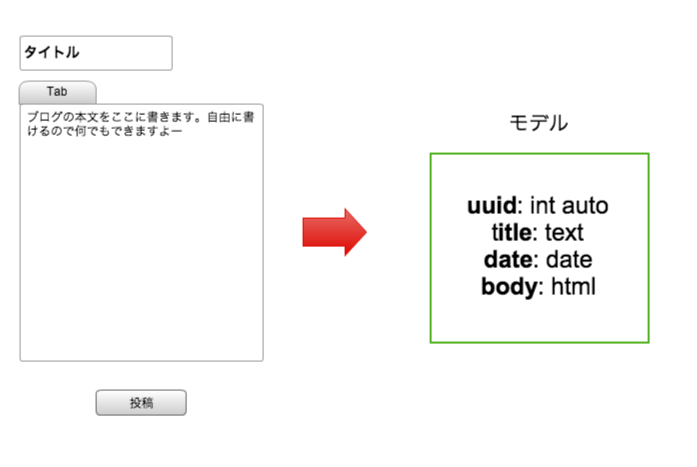 タイトル
Tab
ブログの本文をここに書きます。自由に書
けるので何でもできますよー
投稿
モデル
uuid: int auto
title: text
date: date
body: html